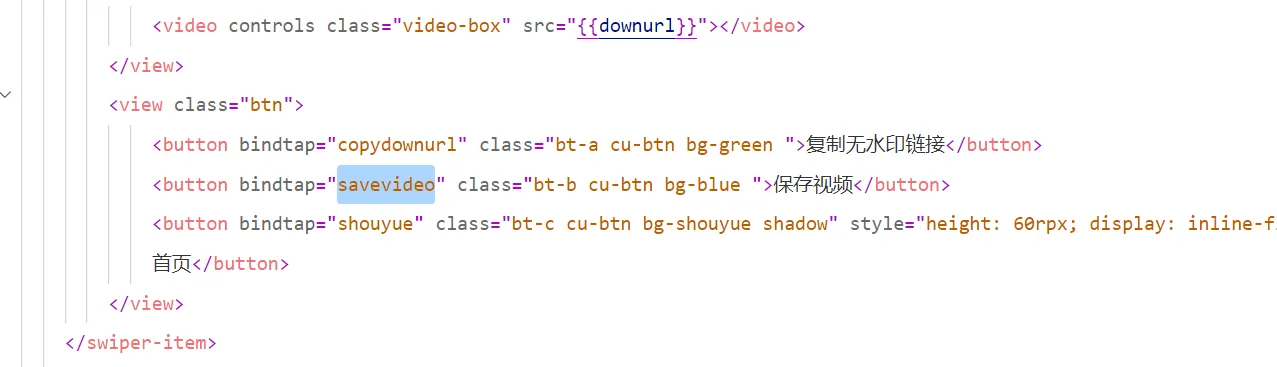 <video controls class="video-box" src="{{downurl}}"></video>
</view>
<view class="btn">
<button bindtap="copydownurl" class="bt-a cu-btn bg-green ">复制无水印链接</button>
<button bindtap="savevideo" class="bt-b cu-btn bg-blue ">保存视频</button>
<button bindtap="shouyue" class="bt-c cu-btn bg-shouyue shadow" style="height: 60rpx; display: inline-f
首页</button>
</view>
</swiper-item>